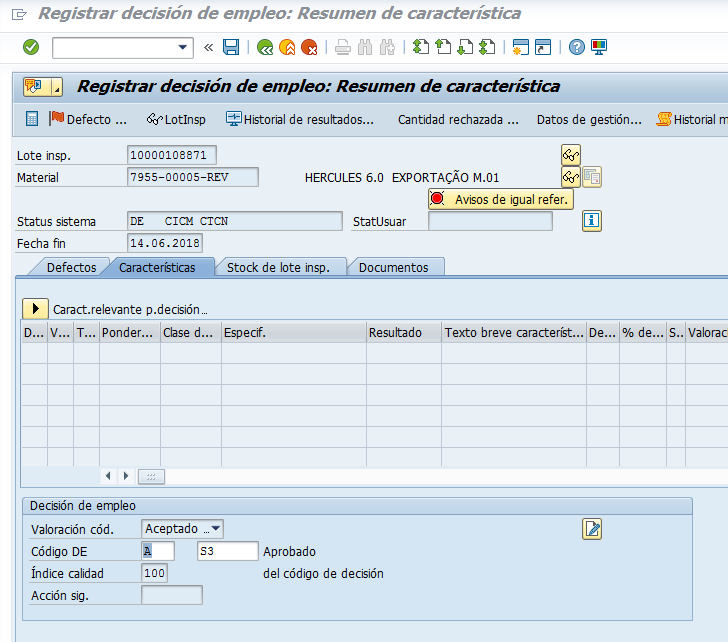 Registrar decisión de empleo: Resumen de característica
Registrar decisión de empleo: Resumen de característica
Defecto ... LotInsp Historial de resultados... Cantidad rechazada ... Datos de gestión... Historial m
Lote insp. 10000108871
Material 7955-00005-REV HERCULES 6.0 EXPORTAÇÃO M.01
Avisos de igual refer.
Status sistema DE CICM CTCN StatUsuar
Fecha fin 14.06.2018
Defectos Características Stock de lote insp. Documentos
Caract.relevante p.decisión...
D... V... T... Ponder... Clase d... Especif. Resultado Texto breve característ... De... % de... S.. Valorac
Decisión de empleo
Valoración cód. Aceptado ...
Código DE A S3 Aprobado
Índice calidad 100 del código de decisión
Acción sig.